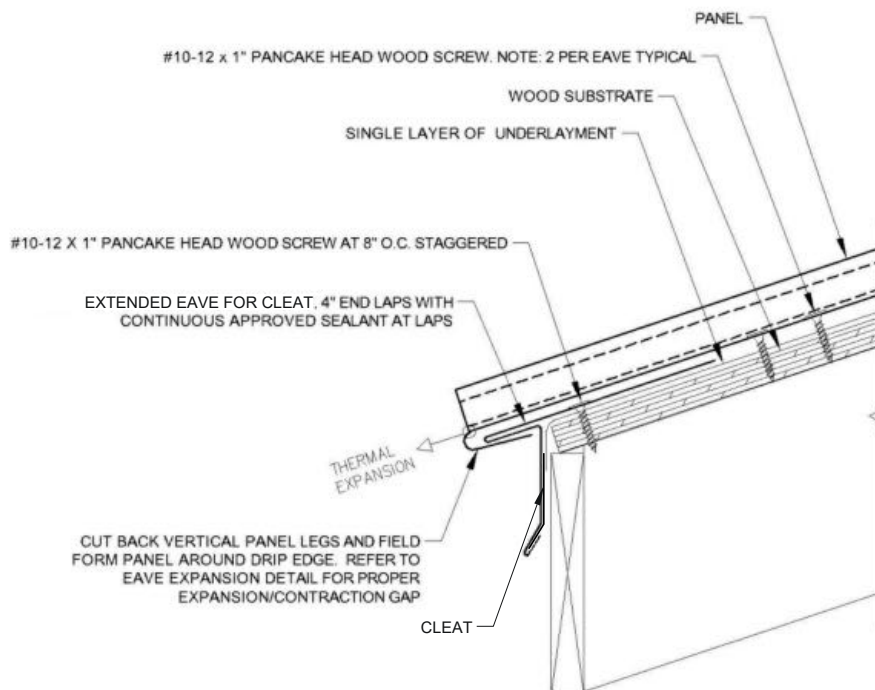 PANEL
#10-12 x 1" PANCAKE HEAD WOOD SCREW. NOTE: 2 PER EAVE TYPICAL
WOOD SUBSTRATE
SINGLE LAYER OF UNDERLAYMENT
#10-12 X 1" PANCAKE HEAD WOOD SCREW AT 8" O.C. STAGGERED
EXTENDED EAVE FOR CLEAT, 4" END LAPS WITH
CONTINUOUS APPROVED SEALANT AT LAPS
THERMAL
EXPANSION
CUT BACK VERTICAL PANEL LEGS AND FIELD
FORM PANEL AROUND DRIP EDGE. REFER TO
EAVE EXPANSION DETAIL FOR PROPER
EXPANSION/CONTRACTION GAP
CLEAT